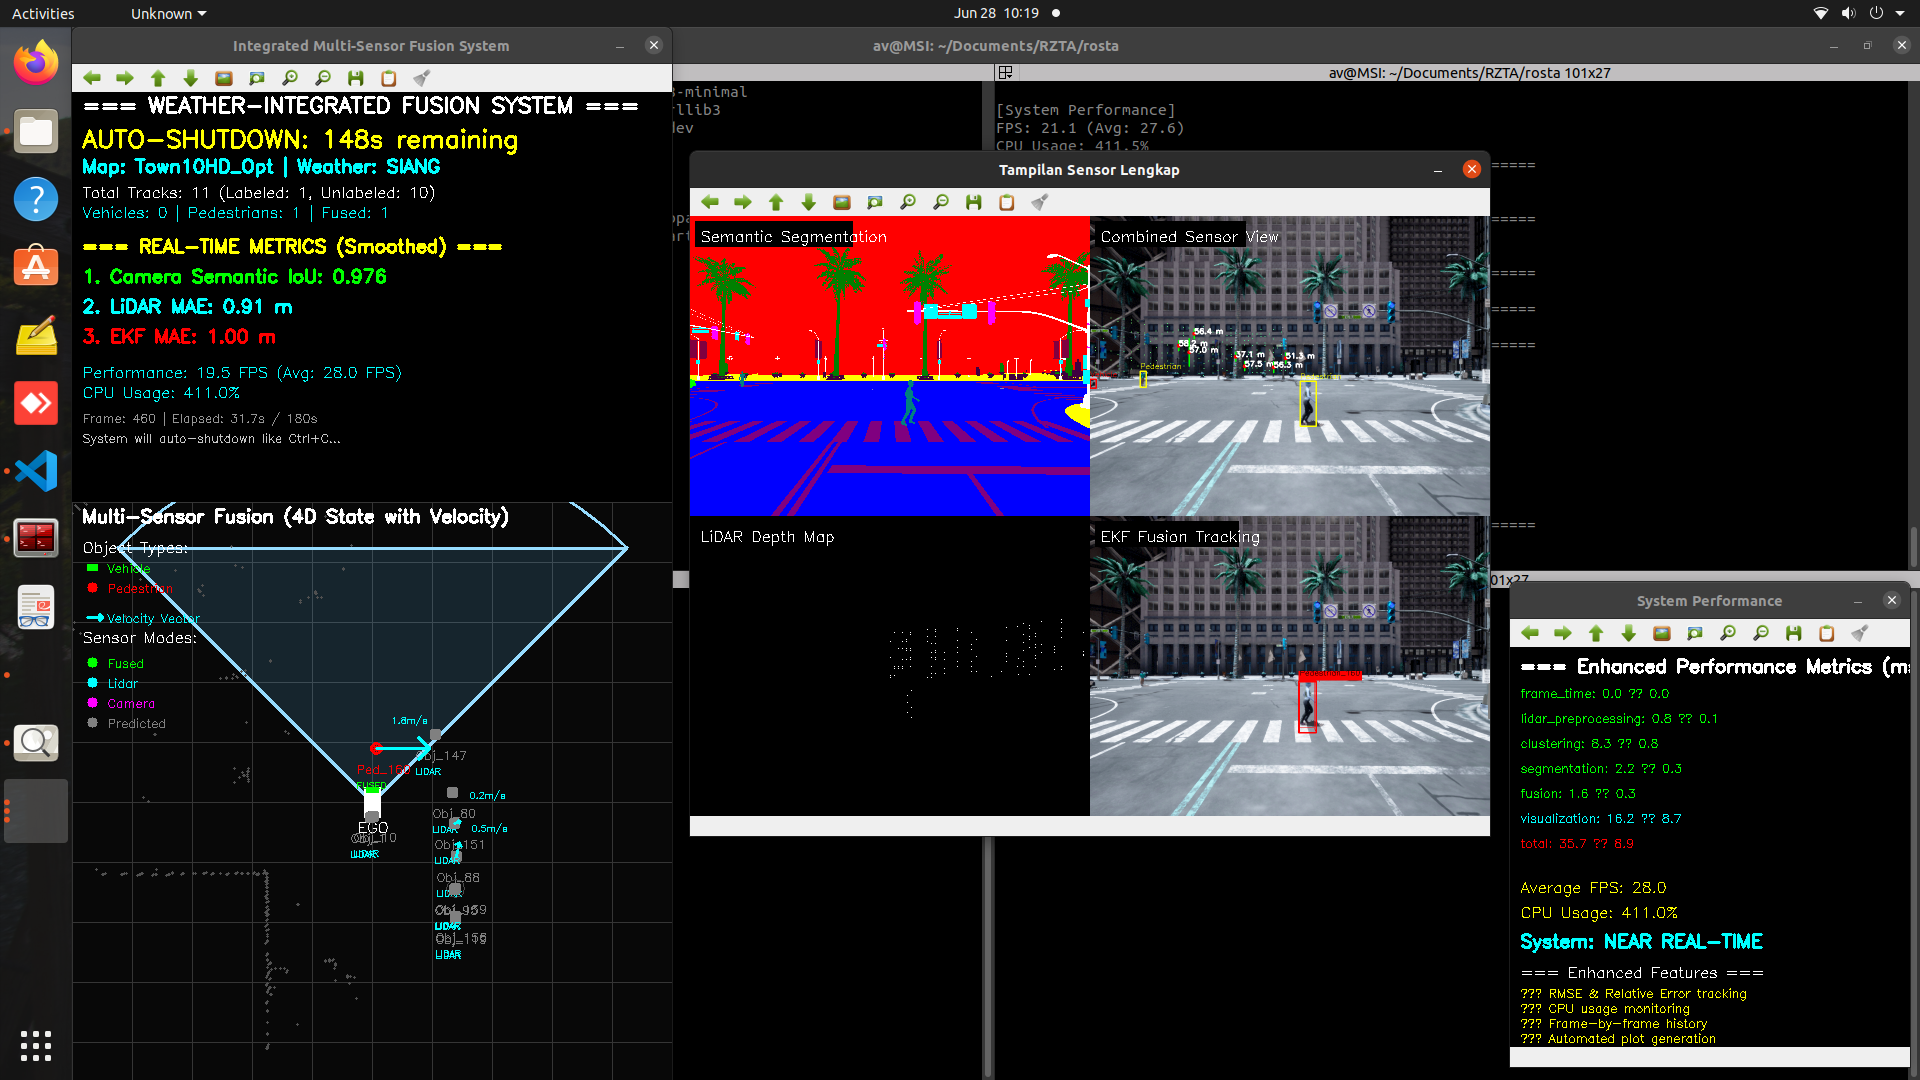 Activities
Unknown
Jun 28 10:19
Integrated Multi-Sensor Fusion System
=== WEATHER-INTEGRATED FUSION SYSTEM ===
AUTO-SHUTDOWN: 148s remaining
Map: Town10HD_Opt | Weather: SIANG
Total Tracks: 11 (Labeled: 1, Unlabeled: 10)
Vehicles: 0 | Pedestrians: 1 | Fused: 1
=== REAL-TIME METRICS (Smoothed) ===
1. Camera Semantic IoU: 0.976
2. LiDAR MAE: 0.91 m
3. EKF MAE: 1.00 m
Performance: 19.5 FPS (Avg: 28.0 FPS)
CPU Usage: 411.0%
Frame: 460 | Elapsed: 31.7s / 180s
System will auto-shutdown like Ctrl+C...
Multi-Sensor Fusion (4D State with Velocity)
Object Types:
Vehicle
Pedestrian
Velocity Vector
Sensor Modes:
Fused
Lidar
Camera
Predicted
1.8m/s
Ped_160
FUSED
EGO
LIDAR
Obj_147
LIDAR
0.2m/s
Obj_80
LIDAR
0.5m/s
Obj_151
LIDAR
Obj_88
LIDAR
LIDAR
LIDAR
av@MSI: ~/Documents/RZTA/rosta
3-minimal
rllib3
dev
av@MSI: ~/Documents/RZTA/rosta 101x27
[System Performance]
FPS: 21.1 (Avg: 27.6)
CPU Usage: 411.5%
=====
=====
=====
=====
=====
=====
01x27
Tampilan Sensor Lengkap
Semantic Segmentation
Combined Sensor View
56.4 m
58.2 m
57.0 m
37.1 m
51.3 m
57.5 m
56.3 m
Pedestrian
LiDAR Depth Map
EKF Fusion Tracking
System Performance
=== Enhanced Performance Metrics (m
frame_time: 0.0 ?? 0.0
lidar_preprocessing: 0.8 ?? 0.1
clustering: 8.3 ?? 0.8
segmentation: 2.2 ?? 0.3
fusion: 1.6 ?? 0.3
visualization: 16.2 ?? 8.7
total: 35.7 ?? 8.9
Average FPS: 28.0
CPU Usage: 411.0%
System: NEAR REAL-TIME
=== Enhanced Features ===
??? RMSE & Relative Error tracking
??? CPU usage monitoring
??? Frame-by-frame history
??? Automated plot generation